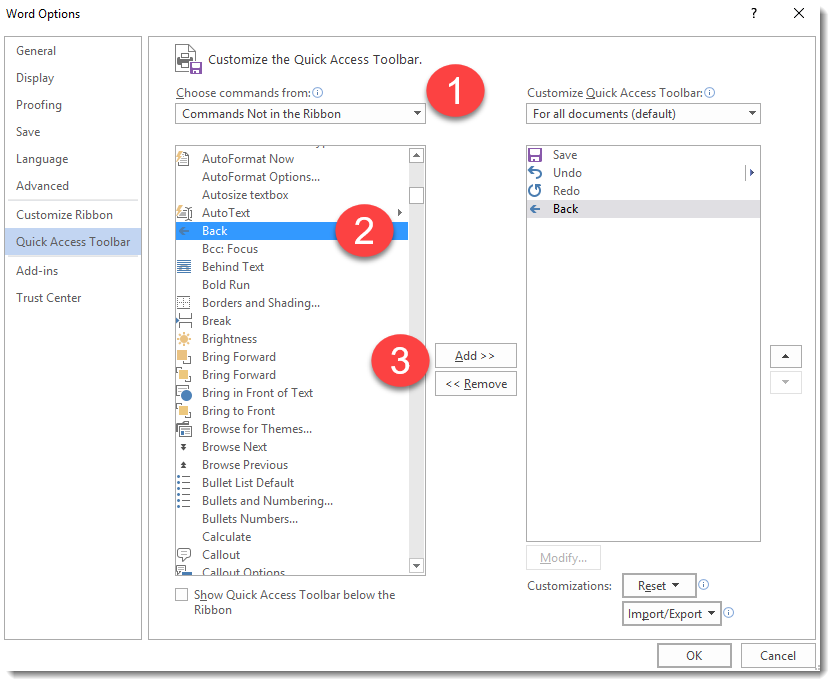 Word Options
?
General
Display
Proofing
Save
Language
Advanced
Customize Ribbon
Quick Access Toolbar
Add-ins
Trust Center
Customize the Quick Access Toolbar.
Choose commands from:
Commands Not in the Ribbon
1
AutoFormat Now
AutoFormat Options...
Autosize textbox
AutoText
Back
2
Bcc: Focus
Behind Text
Bold Run
Borders and Shading...
Break
Brightness
Bring Forward
Bring Forward
Bring in Front of Text
Bring to Front
Browse for Themes...
Browse Next
Browse Previous
Bullet List Default
Bullets and Numbering...
Bullets Numbers...
Calculate
Callout
Callout Options
Show Quick Access Toolbar below the
Ribbon
3
Add >>
<< Remove
Customize Quick Access Toolbar:
For all documents (default)
Save
Undo
Redo
Back
Modify...
Customizations:
Reset
Import/Export
OK
Cancel